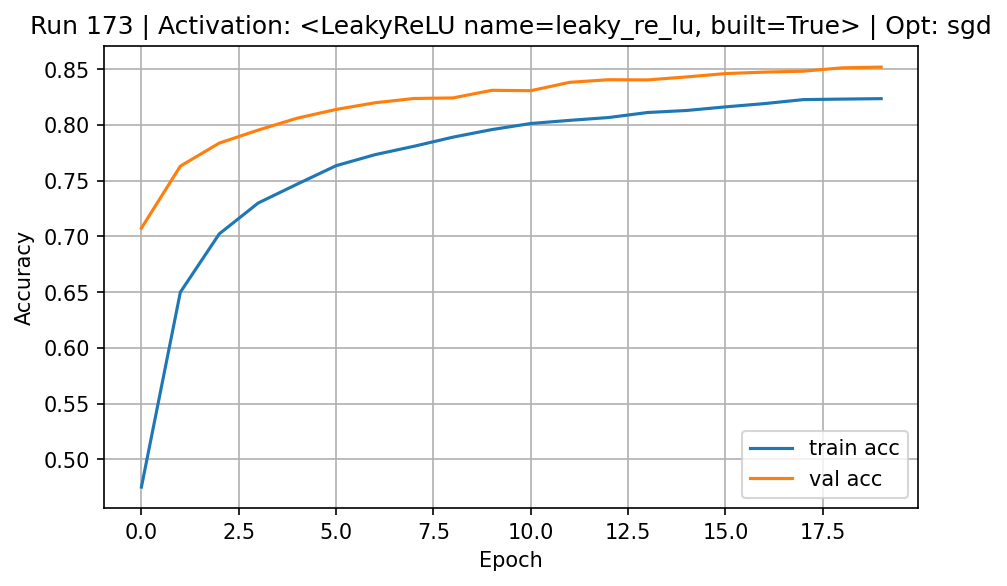 Run 173 | Activation: <LeakyReLU name=leaky_re_lu, built=True> | Opt: sgd
Accuracy
0.85
0.80
0.75
0.70
0.65
0.60
0.55
0.50
train acc
val acc
0.0 2.5 5.0 7.5 10.0 12.5 15.0 17.5
Epoch